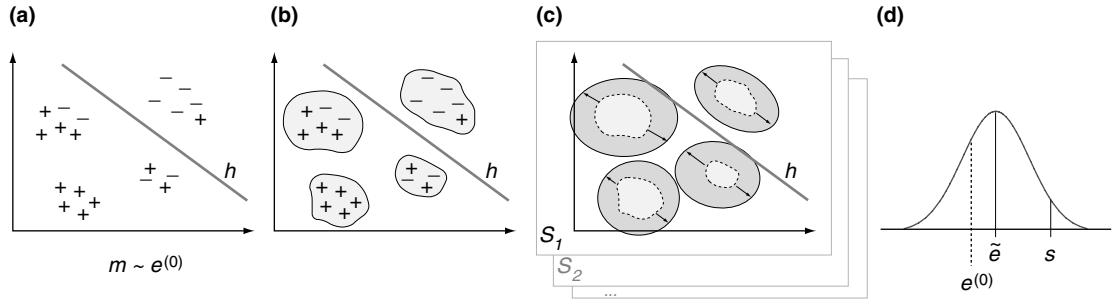 (a)
(b)
(c)
(d)
h
h
h
m ~ e(0)
S1
S2
...
ẽ
s
e(0)